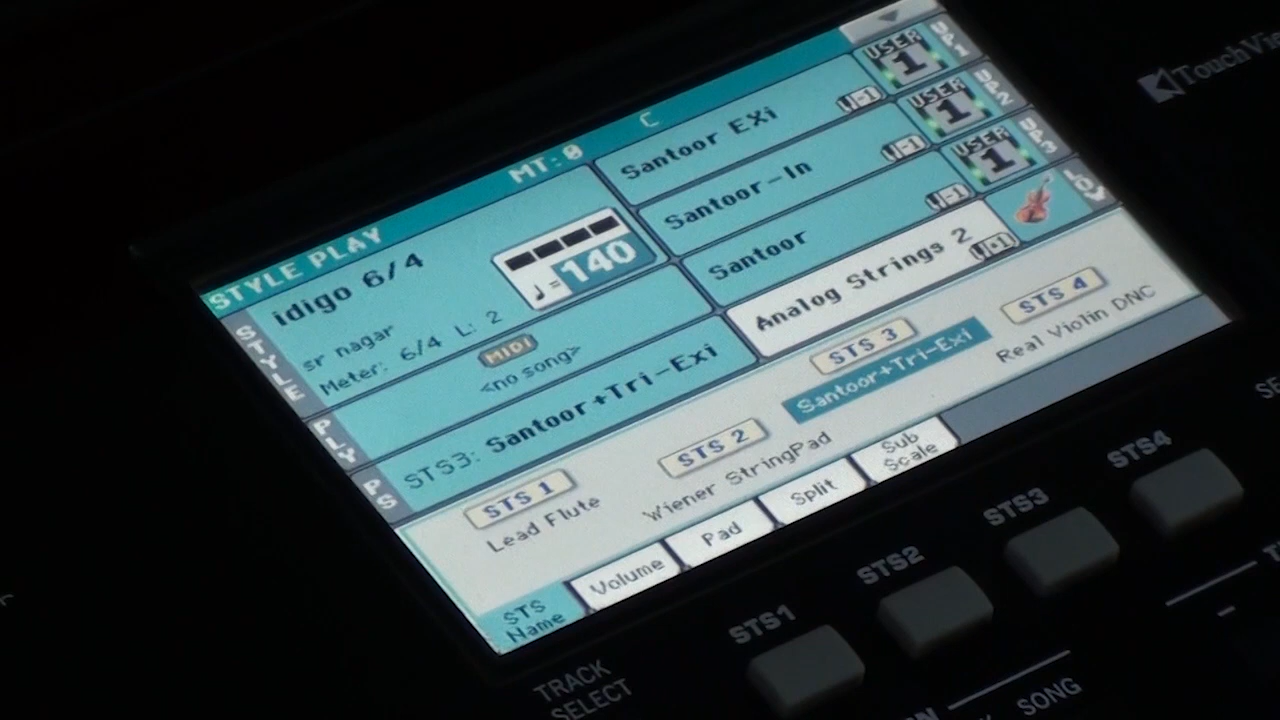 STYLE PLAY
MT:0
C
STYLE
idigo 6/4
♩=140
sr nagar
Meter: 6/4 L: 2
PLY
MIDI
<no song>
PS
STS3: Santoor+Tri-Exi
Santoor EXi
USER
1
UP1
Santoor-In
USER
1
UP2
Santoor
USER
1
UP3
Analog Strings 2
LOW
STS 1
Lead Flute
STS 2
Wiener StringPad
STS 3
Santoor+Tri-Exi
STS 4
Real Violin DNC
STS Name
Volume
Pad
Split
Sub Scale
TRACK
SELECT
STS1
STS2
STS3
STS4
SONG